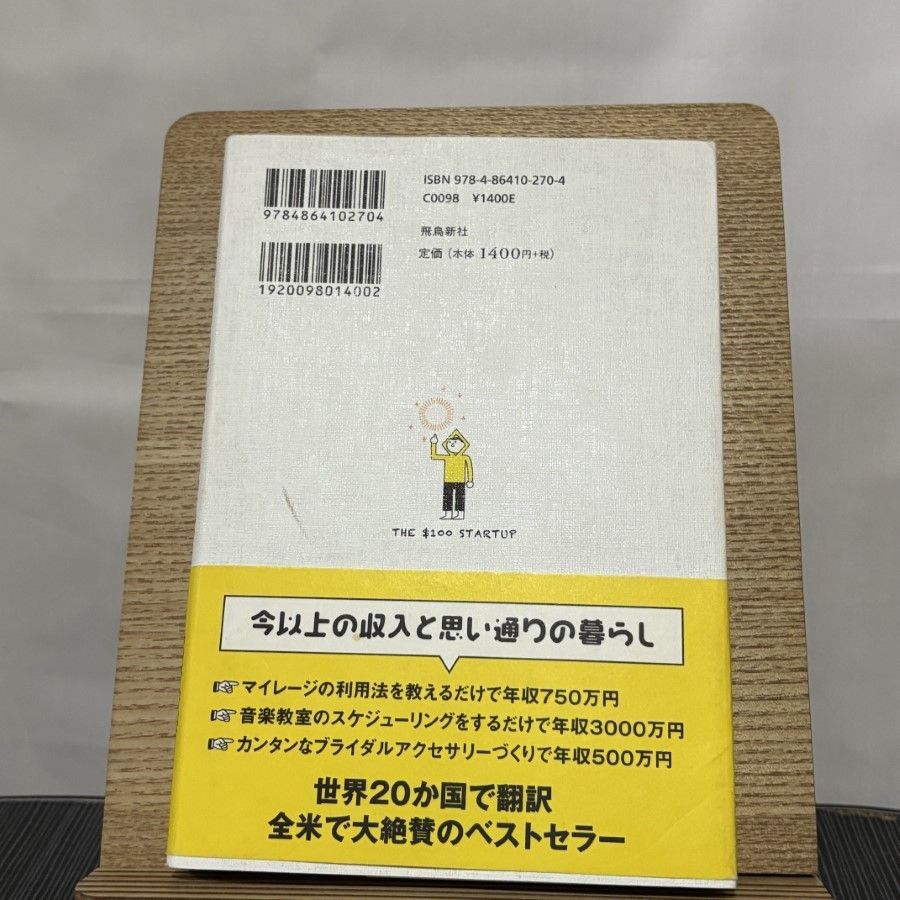 9784864102704
ISBN 978-4-86410-270-4
C0098 ¥1400E
飛鳥新社
定価（本体 1400円+税）
1920098014002
THE $100 STARTUP
今以上の収入と思い通りの暮らし
マイレージの利用法を教えるだけで年収750万円
音楽教室のスケジューリングをするだけで年収3000万円
カンタンなブライダルアクセサリーづくりで年収500万円
世界20か国で翻訳
全米で大絶賛のベストセラー